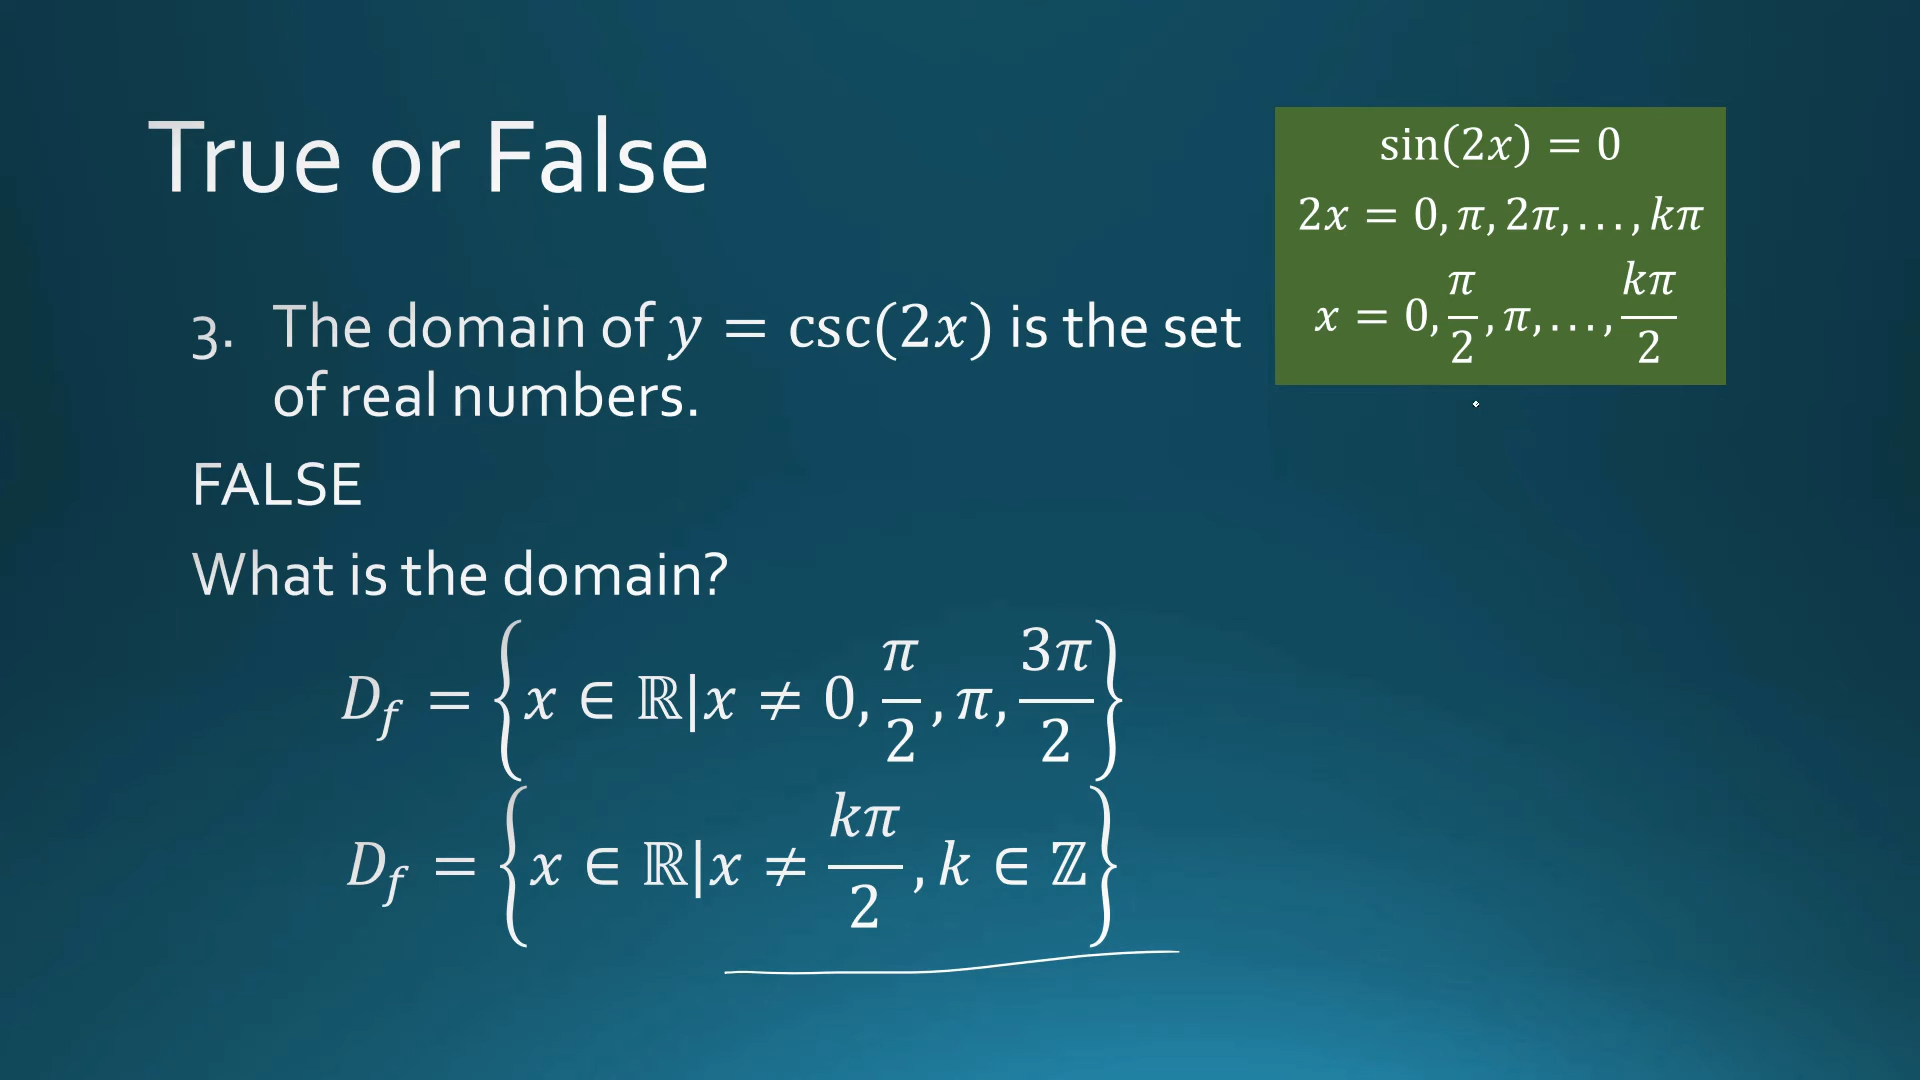 True or False
sin(2x) = 0
2x = 0, π, 2π, ..., kπ
x = 0, π/2, π, ..., kπ/2
3. The domain of y = csc(2x) is the set
of real numbers.
FALSE
What is the domain?
D_f = {x ∈ ℝ|x ≠ 0, π/2, π, 3π/2}
D_f = {x ∈ ℝ|x ≠ kπ/2, k ∈ ℤ}